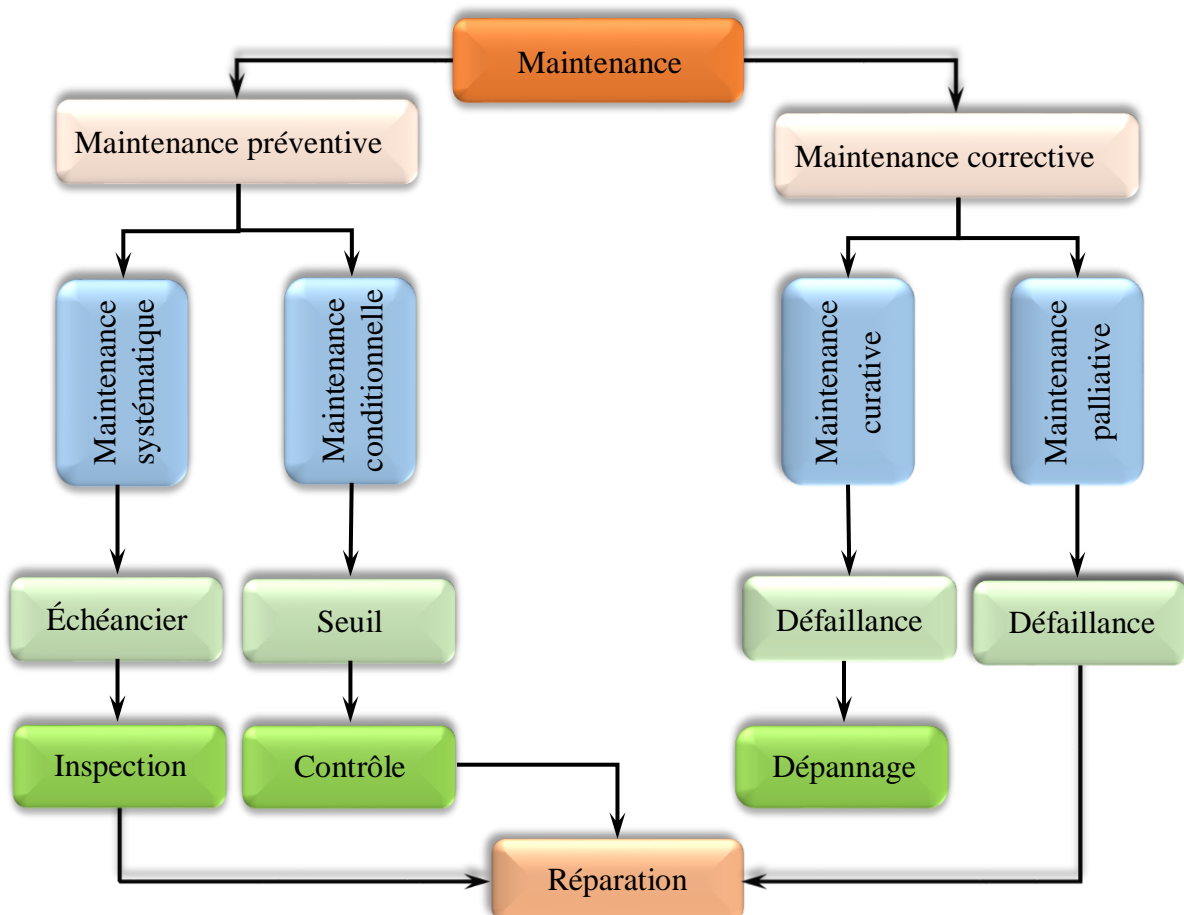 Maintenance
Maintenance préventive
Maintenance corrective
Maintenance
systématique
Maintenance
conditionnelle
Maintenance
curative
Maintenance
palliative
Échéancier
Seuil
Défaillance
Défaillance
Inspection
Contrôle
Dépannage
Réparation